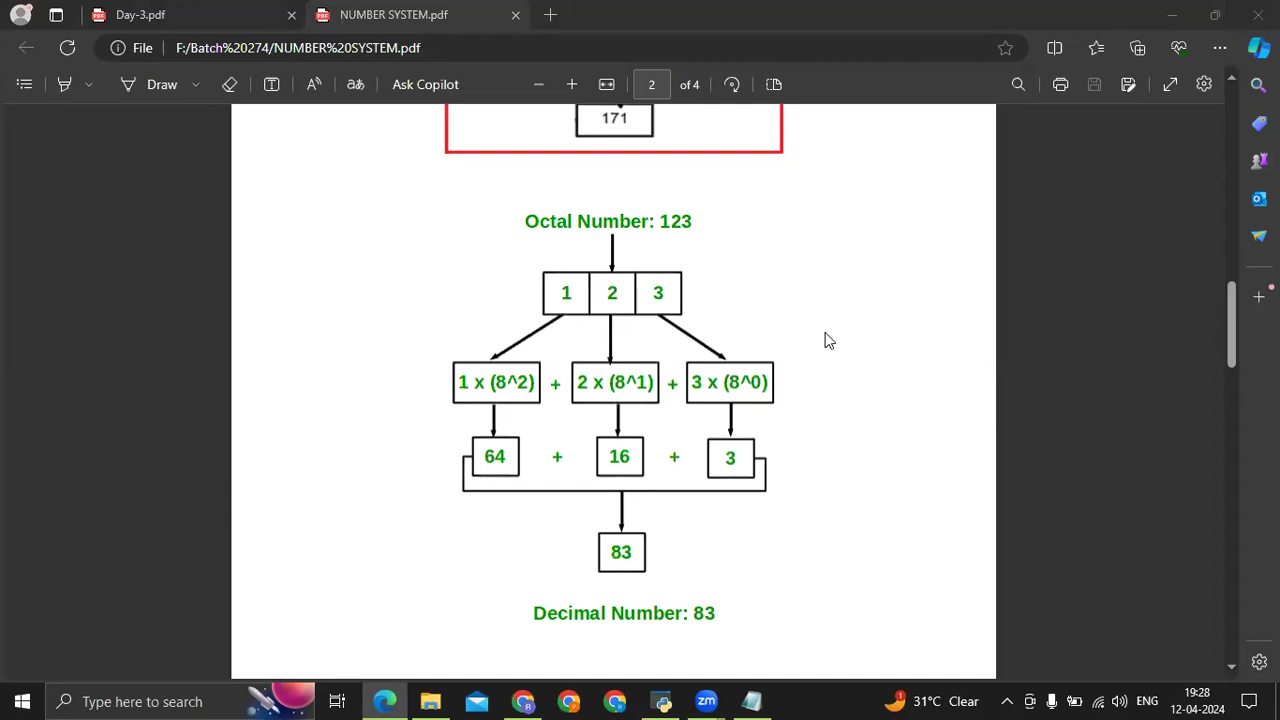 Day-3.pdf
NUMBER SYSTEM.pdf
File F:/Batch%20274/NUMBER%20SYSTEM.pdf
Draw Ask Copilot 2 of 4
171
Octal Number: 123
1 2 3
1 x (8^2) + 2 x (8^1) + 3 x (8^0)
64 + 16 + 3
83
Decimal Number: 83
Type here to search
zm
1
31°C Clear
ENG
19:28
12-04-2024